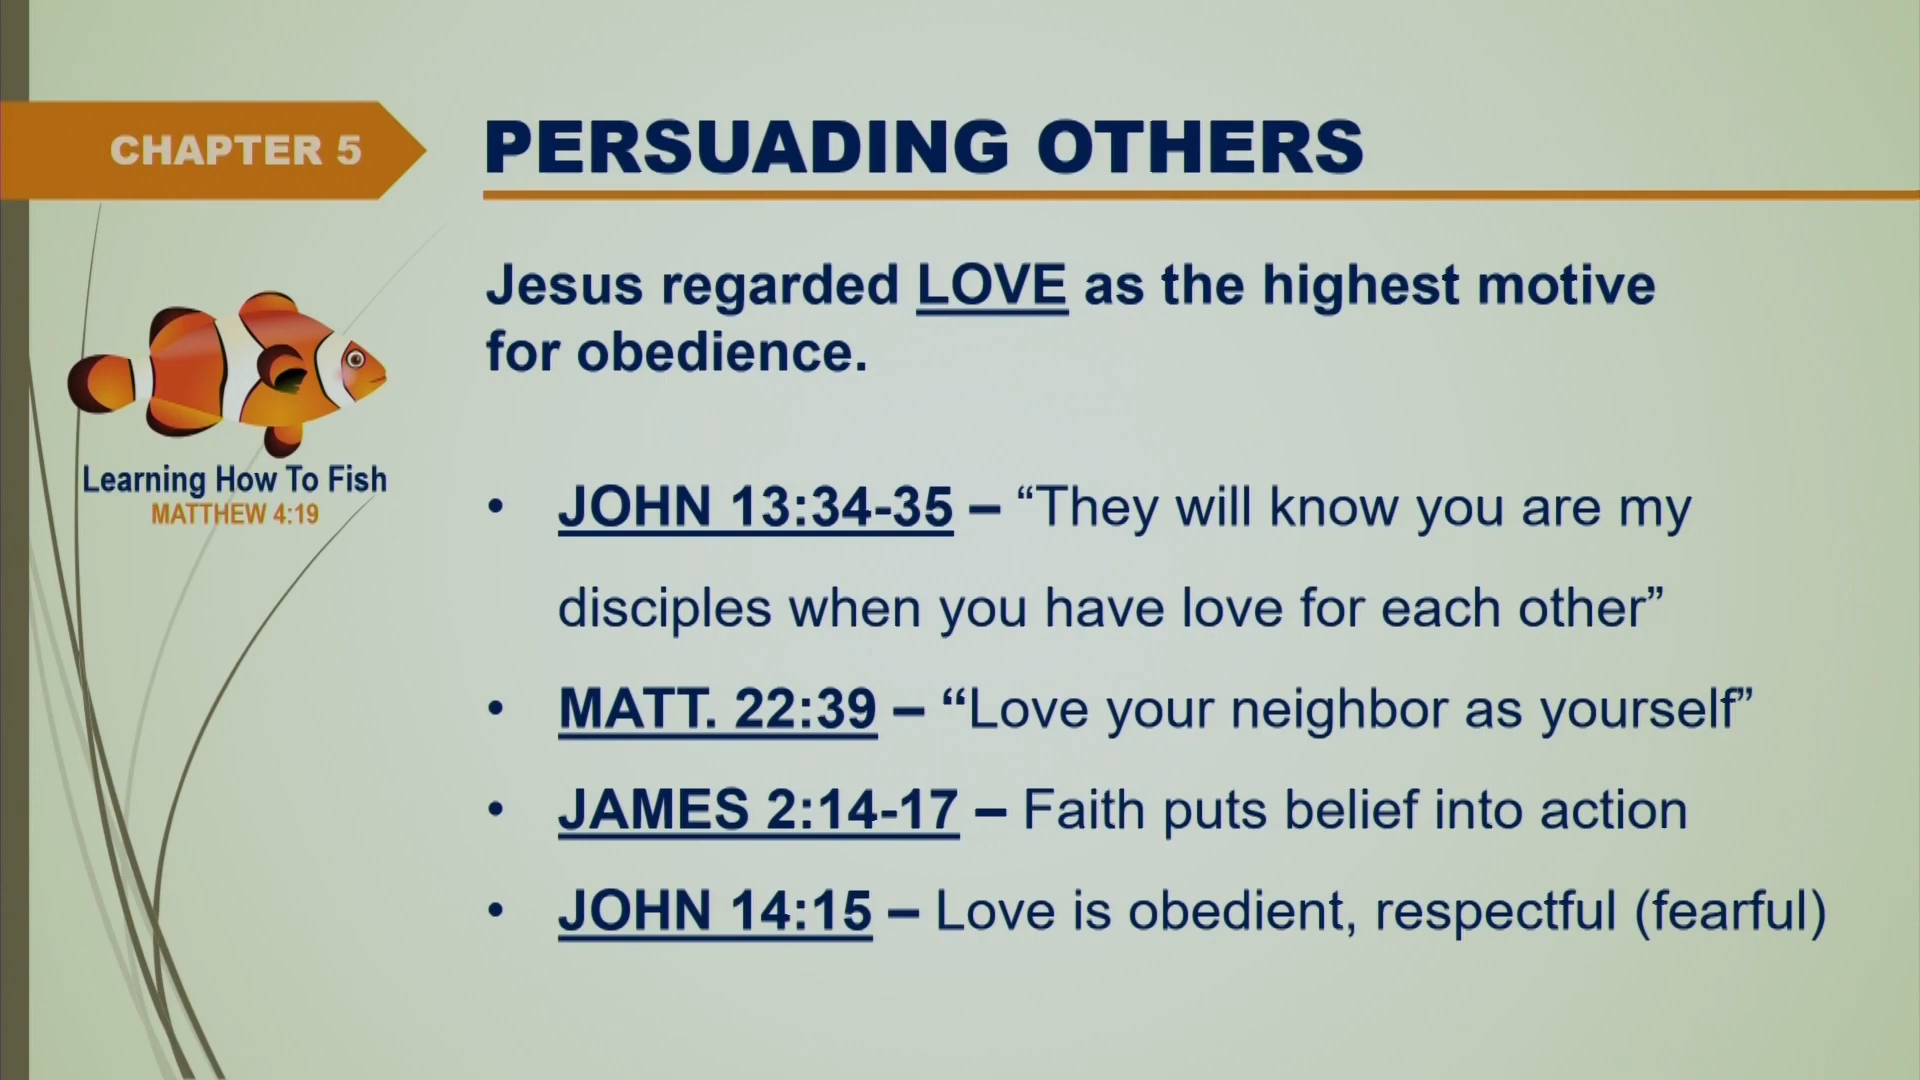 CHAPTER 5
PERSUADING OTHERS
Jesus regarded LOVE as the highest motive
for obedience.
Learning How To Fish
MATTHEW 4:19
• JOHN 13:34-35 – “They will know you are my
disciples when you have love for each other”
• MATT. 22:39 – “Love your neighbor as yourself”
• JAMES 2:14-17 – Faith puts belief into action
• JOHN 14:15 – Love is obedient, respectful (fearful)